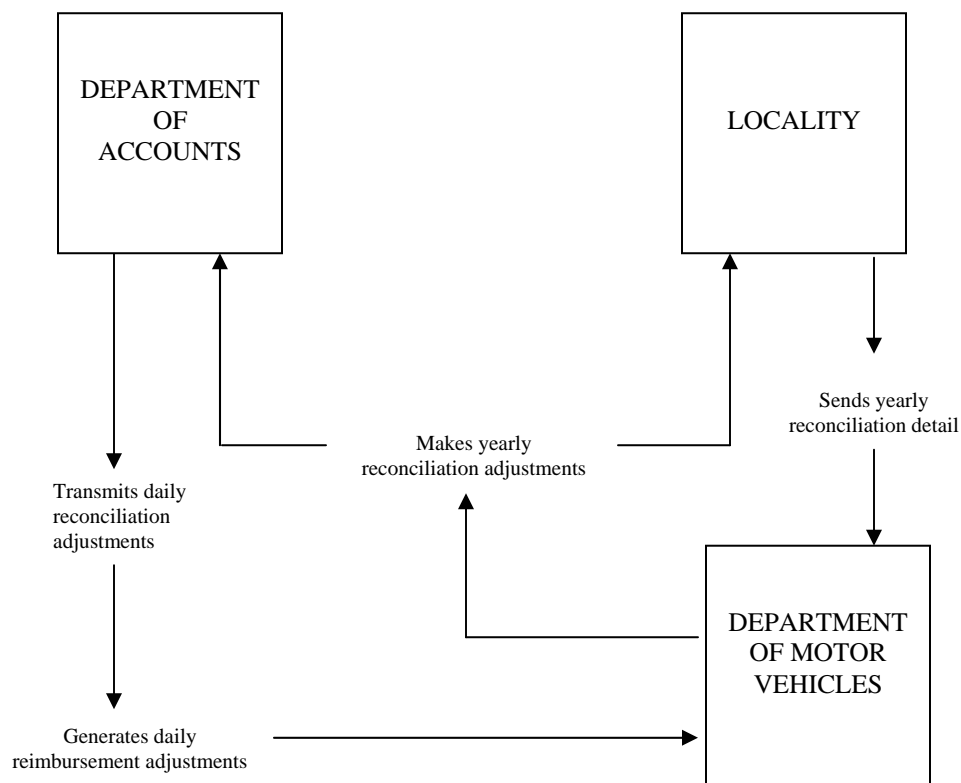 DEPARTMENT
OF
ACCOUNTS
LOCALITY
Sends yearly
reconciliation detail
Makes yearly
reconciliation adjustments
Transmits daily
reconciliation
adjustments
DEPARTMENT
OF MOTOR
VEHICLES
Generates daily
reimbursement adjustments